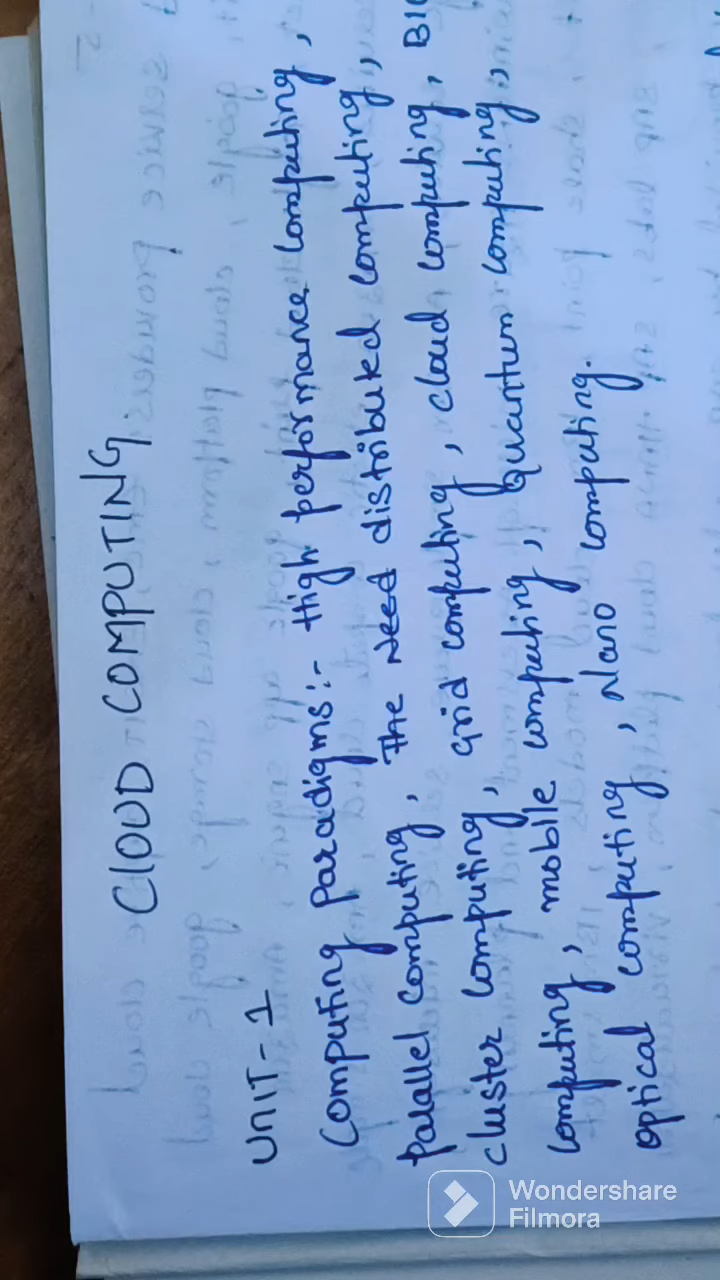 CLOUD COMPUTING
UNIT-1
Computing Paradigms:- High performance computing,
parallel computing, The Need distributed computing,
cluster computing, Grid computing, cloud computing,
computing, mobile computing, Quantum computing,
optical computing, Nano computing.
Wondershare
Filmora